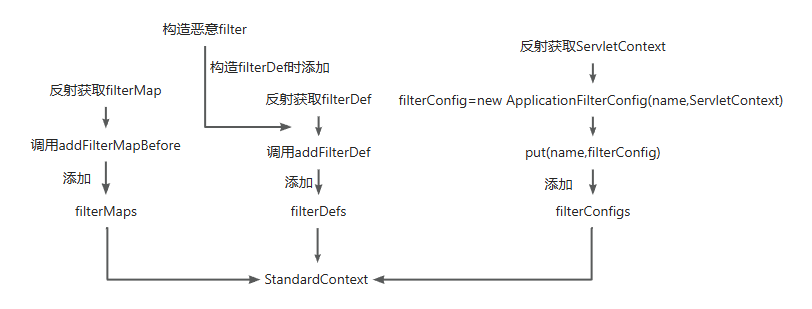 构造恶意filter
反射获取ServletContext
构造filterDef时添加
反射获取filterMap
反射获取filterDef
filterConfig=new ApplicationFilterConfig(name,ServletContext)
调用addFilterMapBefore
调用addFilterDef
put(name,filterConfig)
添加
添加
添加
filterMaps
filterDefs
filterConfigs
StandardContext